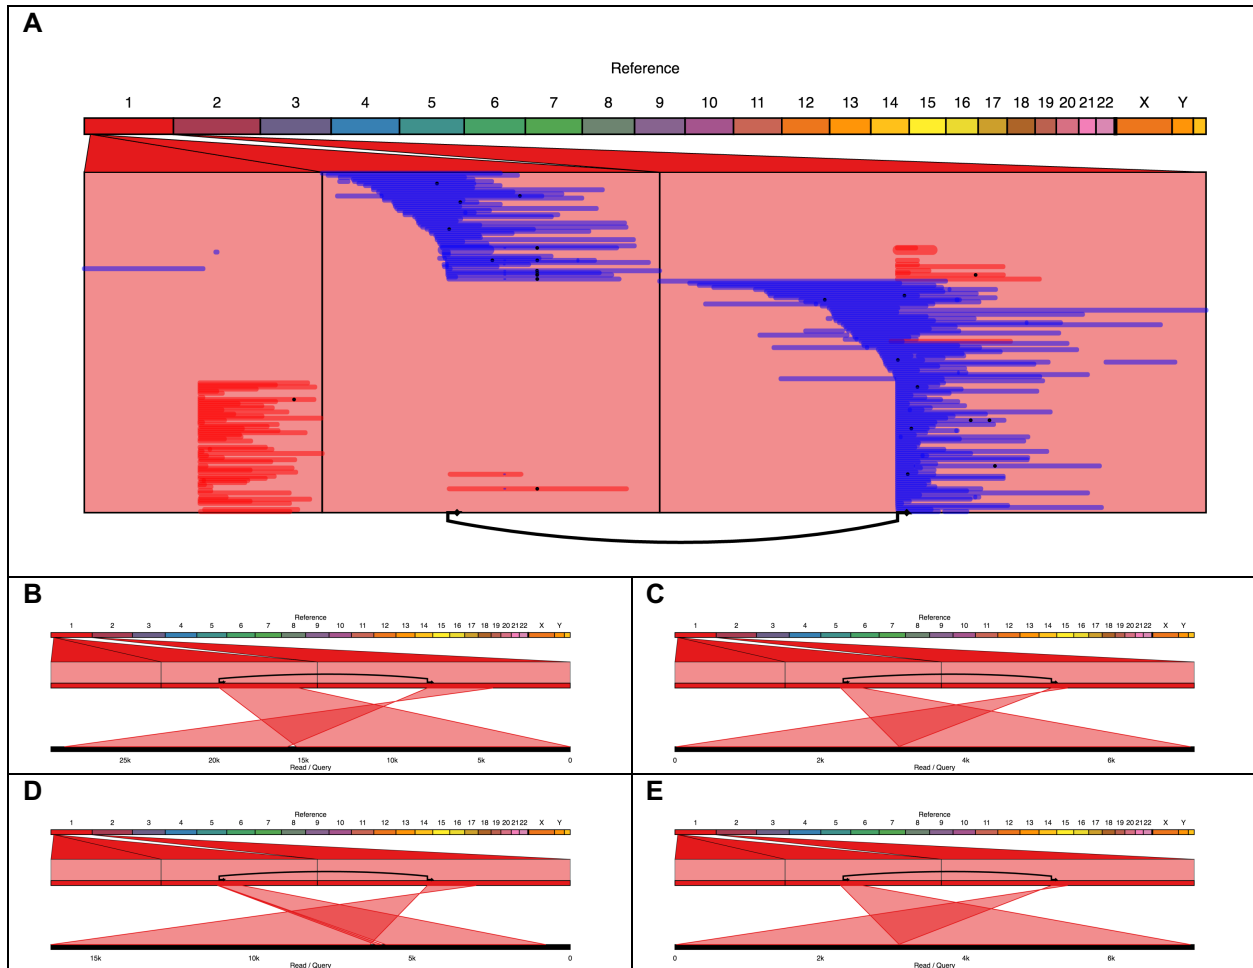 A
Reference
1 2 3 4 5 6 7 8 9 10 11 12 13 14 15 16 17 18 19 20 21 22 X Y
B
Reference
1 2 3 4 5 6 7 8 9 10 11 12 13 14 15 16 17 18 19 20 21 22 X Y
25k 20k 15k 10k 5k 0
Read / Query
C
Reference
1 2 3 4 5 6 7 8 9 10 11 12 13 14 15 16 17 18 19 20 21 22 X Y
0 2k 4k 6k
Read / Query
D
Reference
1 2 3 4 5 6 7 8 9 10 11 12 13 14 15 16 17 18 19 20 21 22 X Y
15k 10k 5k 0
Read / Query
E
Reference
1 2 3 4 5 6 7 8 9 10 11 12 13 14 15 16 17 18 19 20 21 22 X Y
0 2k 4k 6k
Read / Query